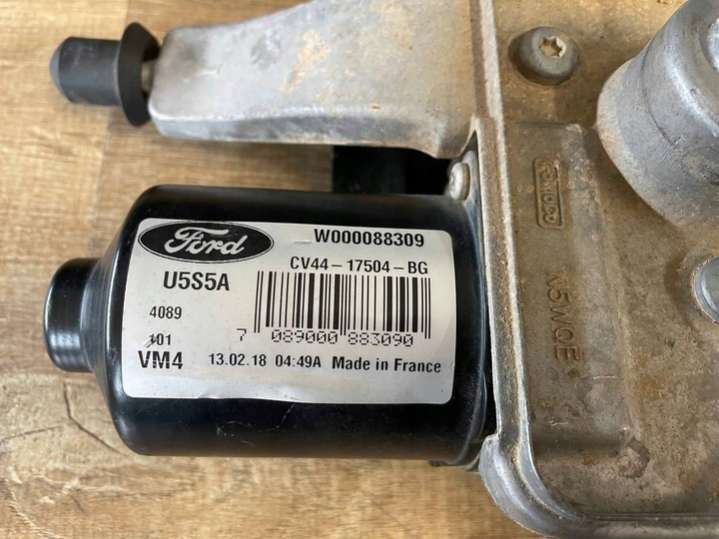 Ford
W000088309
U5S5A
CV44-17504-BG
4089
101
7 089000 883090
VM4
13.02.18 04:49A Made in France